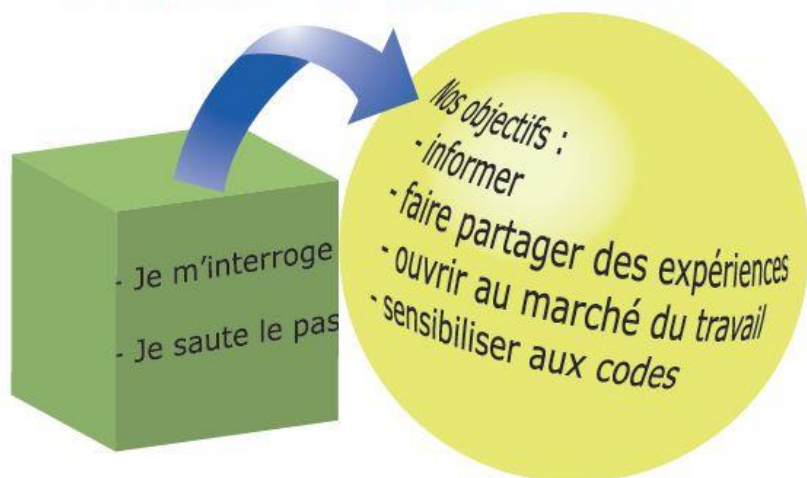 - Je m'interroge
- Je saute le pas
Nos objectifs :
- informer
- faire partager des expériences
- ouvrir au marché du travail
- sensibiliser aux codes